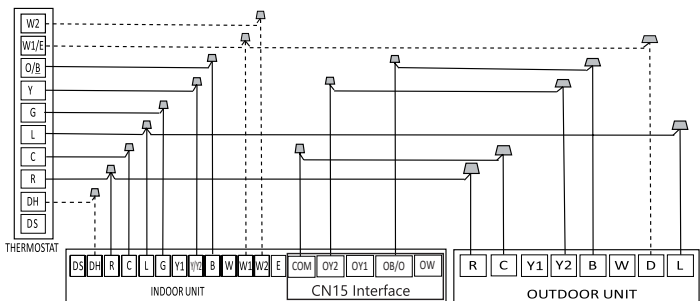 W2
W1/E
O/B
Y
G
L
C
R
DH
DS
THERMOSTAT
DS DH R C L G Y1 Y/Y2 B W W1 W2 E COM OY2 OY1 OB/O OW
INDOOR UNIT
CN15 Interface
R C Y1 Y2 B W D L
OUTDOOR UNIT